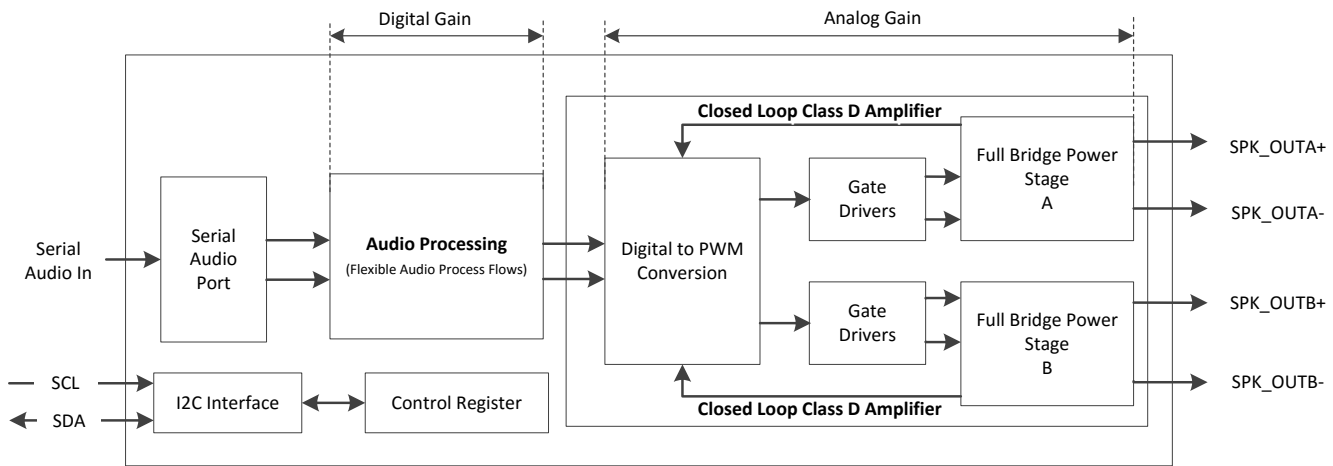 Digital Gain
Analog Gain
Closed Loop Class D Amplifier
Serial
Audio In
Serial
Audio
Port
Audio Processing
(Flexible Audio Process Flows)
Digital to PWM
Conversion
Gate
Drivers
Full Bridge Power
Stage
A
SPK_OUTA+
SPK_OUTA-
Gate
Drivers
Full Bridge Power
Stage
B
SPK_OUTB+
SPK_OUTB-
Closed Loop Class D Amplifier
SCL
SDA
I2C Interface
Control Register